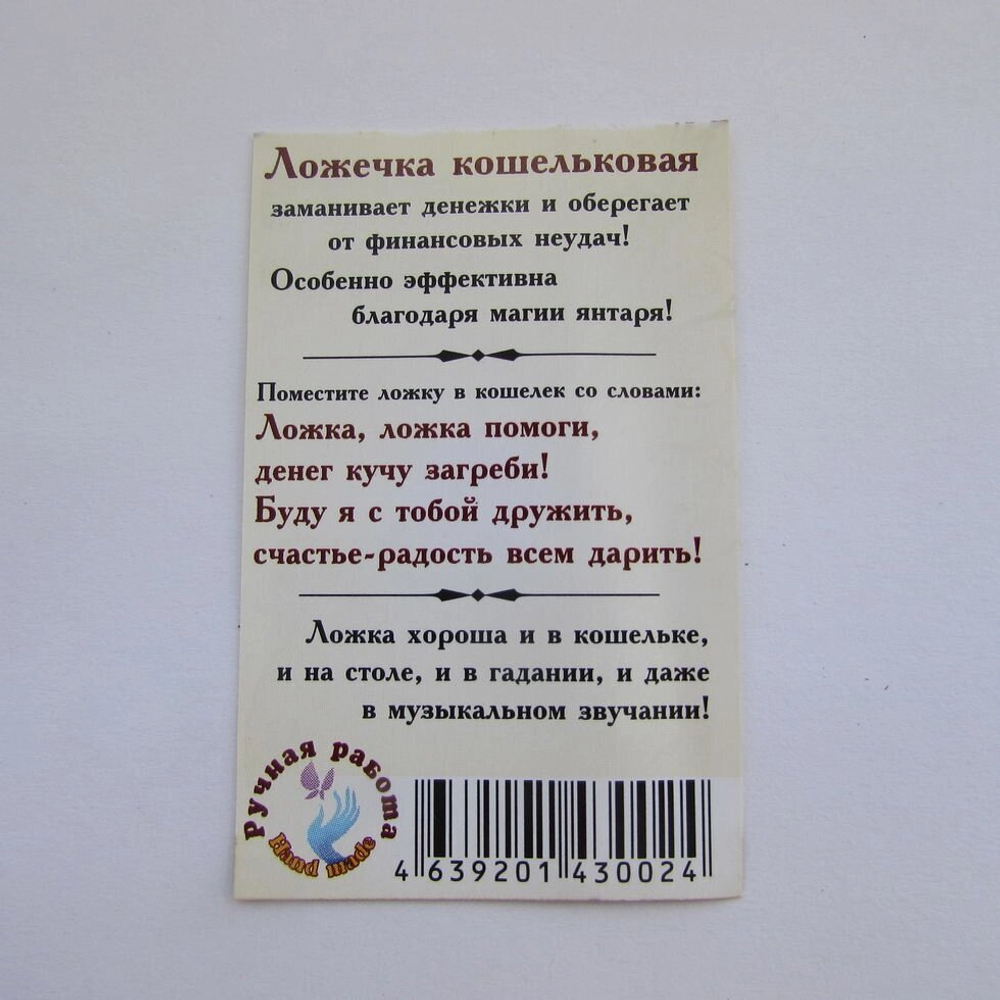 Ложечка кошельковая
заманивает денежки и оберегает
от финансовых неудач!
Особенно эффективна
благодаря магии янтаря!
Поместите ложку в кошелек со словами:
Ложка, ложка помоги,
денег кучу загреби!
Буду я с тобой дружить,
счастье-радость всем дарить!
Ложка хороша и в кошельке,
и на столе, и в гадании, и даже
в музыкальном звучании!
ручная работа
Hand made
4 639201 430024